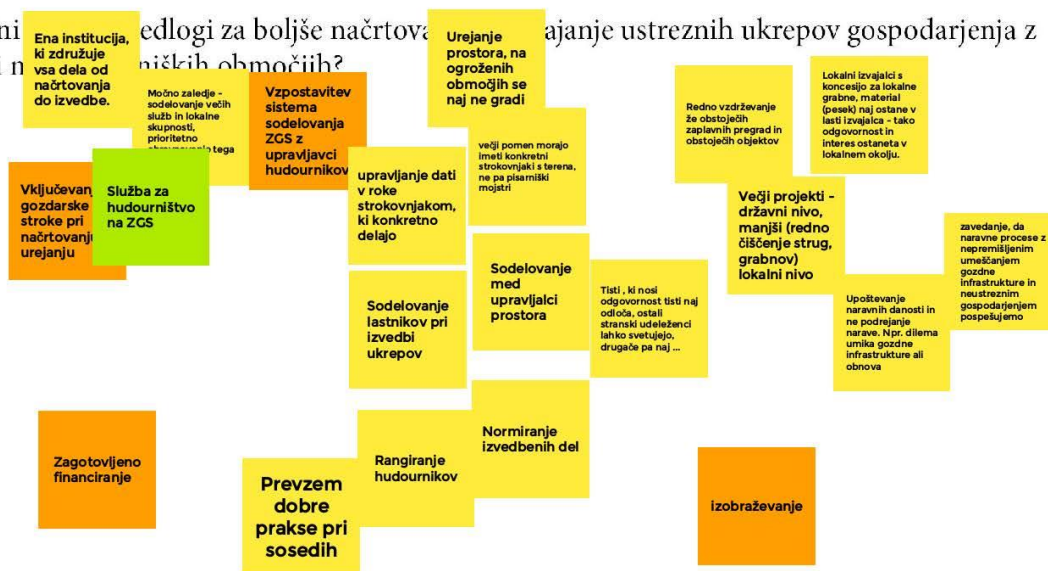 edlogi za boljše načrtova
ajanje ustreznih ukrepov gospodarjenja z
niških območjih?
Ena institucija,
ki združuje
vsa dela od
načrtovanja
do izvedbe.
Močno zaledje -
sodelovanje večih
služb in lokalne
skupnosti,
prioritetno
tega
Vzpostavitev
sistema
sodelovanja
ZGS z
upravljavci
hudournikov
Vključevanj
gozdarske
stroke pri
načrtovanju
urejanju
Služba za
hudourništvo
na ZGS
Urejanje
prostora, na
ogroženih
območjih se
naj ne gradi
večji pomen morajo
imeti konkretni
strokovnjaki s terena,
ne pa pisarniški
mojstri
upravljanje dati
v roke
strokovnjakom,
ki konkretno
delajo
Sodelovanje
med
upravljalci
prostora
Sodelovanje
lastnikov pri
izvedbi
ukrepov
Tisti , ki nosi
odgovornost tisti naj
odloča, ostali
stranski udeleženci
lahko svetujejo,
drugače pa naj ...
Redno vzdrževanje
že obstoječih
zaplavnih pregrad in
obstoječih objektov
Lokalni izvajalci s
koncesijo za lokalne
grabne, material
(pesek) naj ostane v
lasti izvajalca - tako
odgovornost in
interes ostaneta v
lokalnem okolju.
Večji projekti -
državni nivo,
manjši (redno
čiščenje strug,
grabnov)
lokalni nivo
zavedanje, da
naravne procese z
nepremišljenim
umeščanjem
gozdne
infrastrukture in
neustreznim
gospodarjenjem
pospešujemo
Upoštevanje
naravnih danosti in
ne podrejanje
narave. Npr. dilema
umika gozdne
infrastrukture ali
obnova
Zagotovljeno
financiranje
Prevzem
dobre
prakse pri
sosedih
Rangiranje
hudournikov
Normiranje
izvedbenih del
izobraževanje